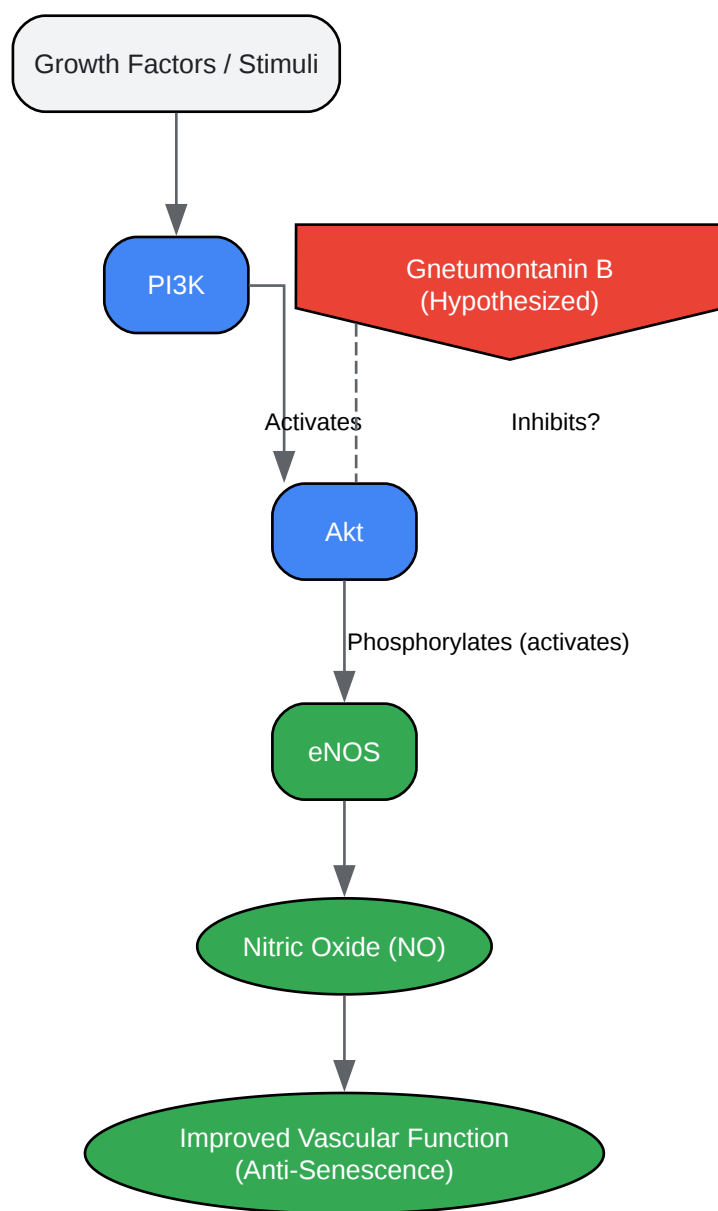 Growth Factors / Stimuli
PI3K
Gnetumontanin B
(Hypothesized)
Activates
Inhibits?
Akt
Phosphorylates (activates)
eNOS
Nitric Oxide (NO)
Improved Vascular Function
(Anti-Senescence)